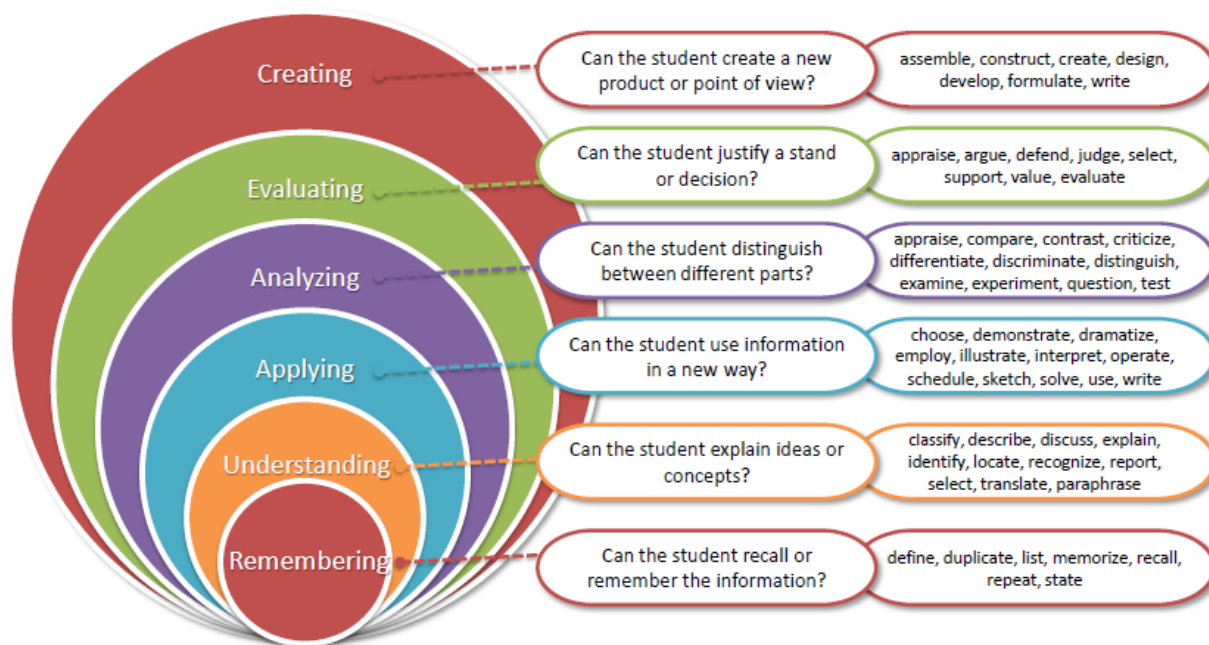 Creating
Can the student create a new
product or point of view?
assemble, construct, create, design,
develop, formulate, write
Evaluating
Can the student justify a stand
or decision?
appraise, argue, defend, judge, select,
support, value, evaluate
Analyzing
Can the student distinguish
between different parts?
appraise, compare, contrast, criticize,
differentiate, discriminate, distinguish,
examine, experiment, question, test
Applying
Can the student use information
in a new way?
choose, demonstrate, dramatize,
employ, illustrate, interpret, operate,
schedule, sketch, solve, use, write
Understanding
Can the student explain ideas or
concepts?
classify, describe, discuss, explain,
identify, locate, recognize, report,
select, translate, paraphrase
Remembering
Can the student recall or
remember the information?
define, duplicate, list, memorize, recall,
repeat, state